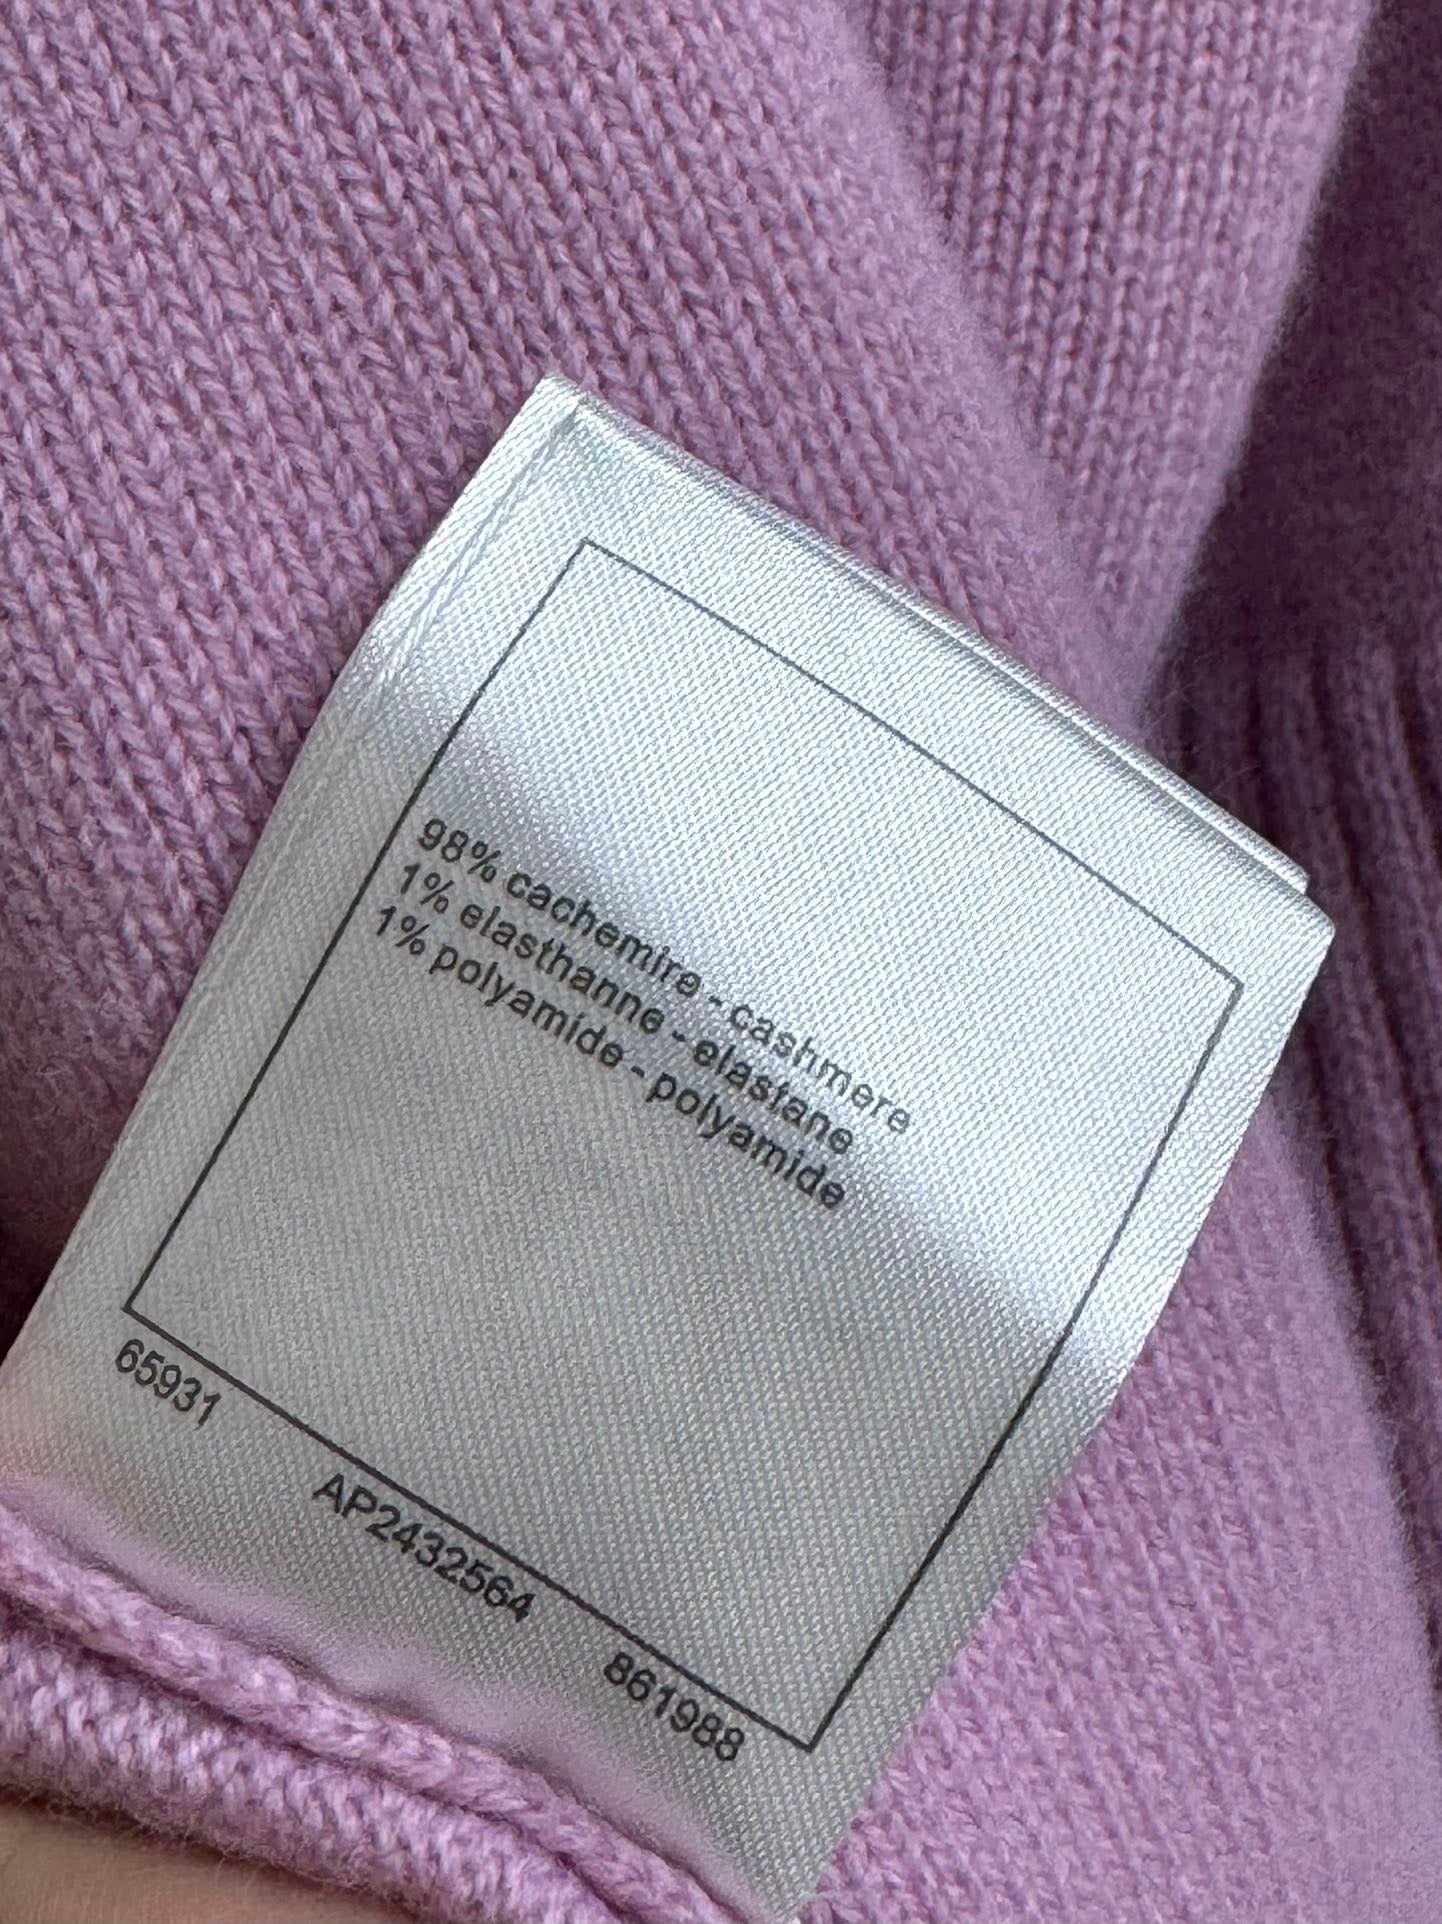 98% cachemire - cashmere
1% elasthanne - elastane
1% polyamide - polyamide
65931 AP2432564 861988